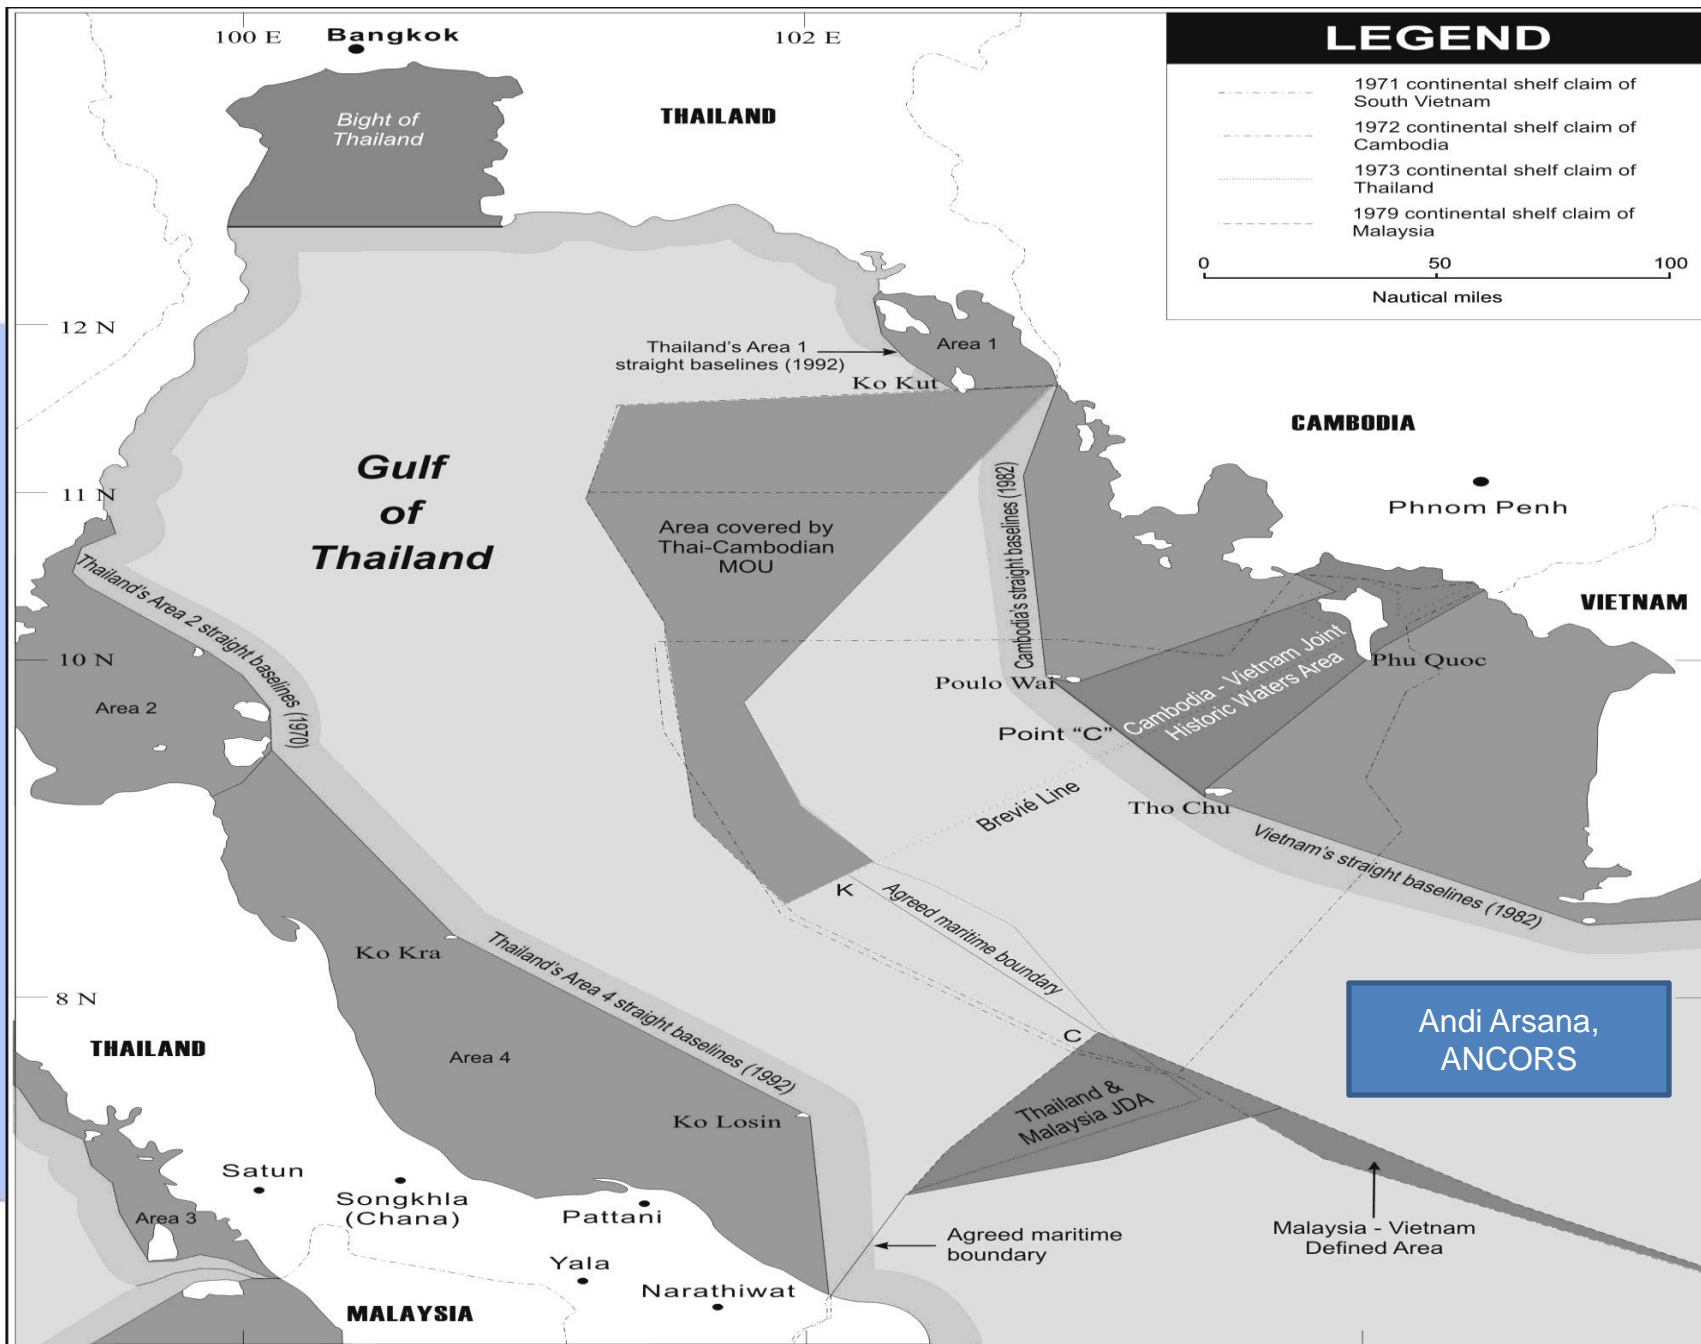 100 E
Bangkok
102 E
LEGEND
1971 continental shelf claim of
South Vietnam
1972 continental shelf claim of
Cambodia
1973 continental shelf claim of
Thailand
1979 continental shelf claim of
Malaysia
0 50 100
Nautical miles
Bight of
Thailand
THAILAND
12 N
Thailand's Area 1
straight baselines (1992)
Area 1
Ko Kut
CAMBODIA
Gulf
of
Thailand
11 N
Phnom Penh
Area covered by
Thai-Cambodian
MOU
Cambodia's straight baselines (1982)
Thailand's Area 2 straight baselines (1970)
VIETNAM
10 N
Area 2
Poulo Wai
Phu Quoc
Cambodia - Vietnam Joint
Historic Waters Area
Point "C"
Brevié Line
Tho Chu
Vietnam's straight baselines (1982)
K
Agreed maritime boundary
Ko Kra
Thailand's Area 4 straight baselines (1992)
8 N
Andi Arsana,
ANCORS
C
THAILAND
Area 4
Thailand &
Malaysia JDA
Ko Losin
Satun
Songkhla
(Chana)
Pattani
Area 3
Agreed maritime
boundary
Malaysia - Vietnam
Defined Area
Yala
Narathiwat
MALAYSIA